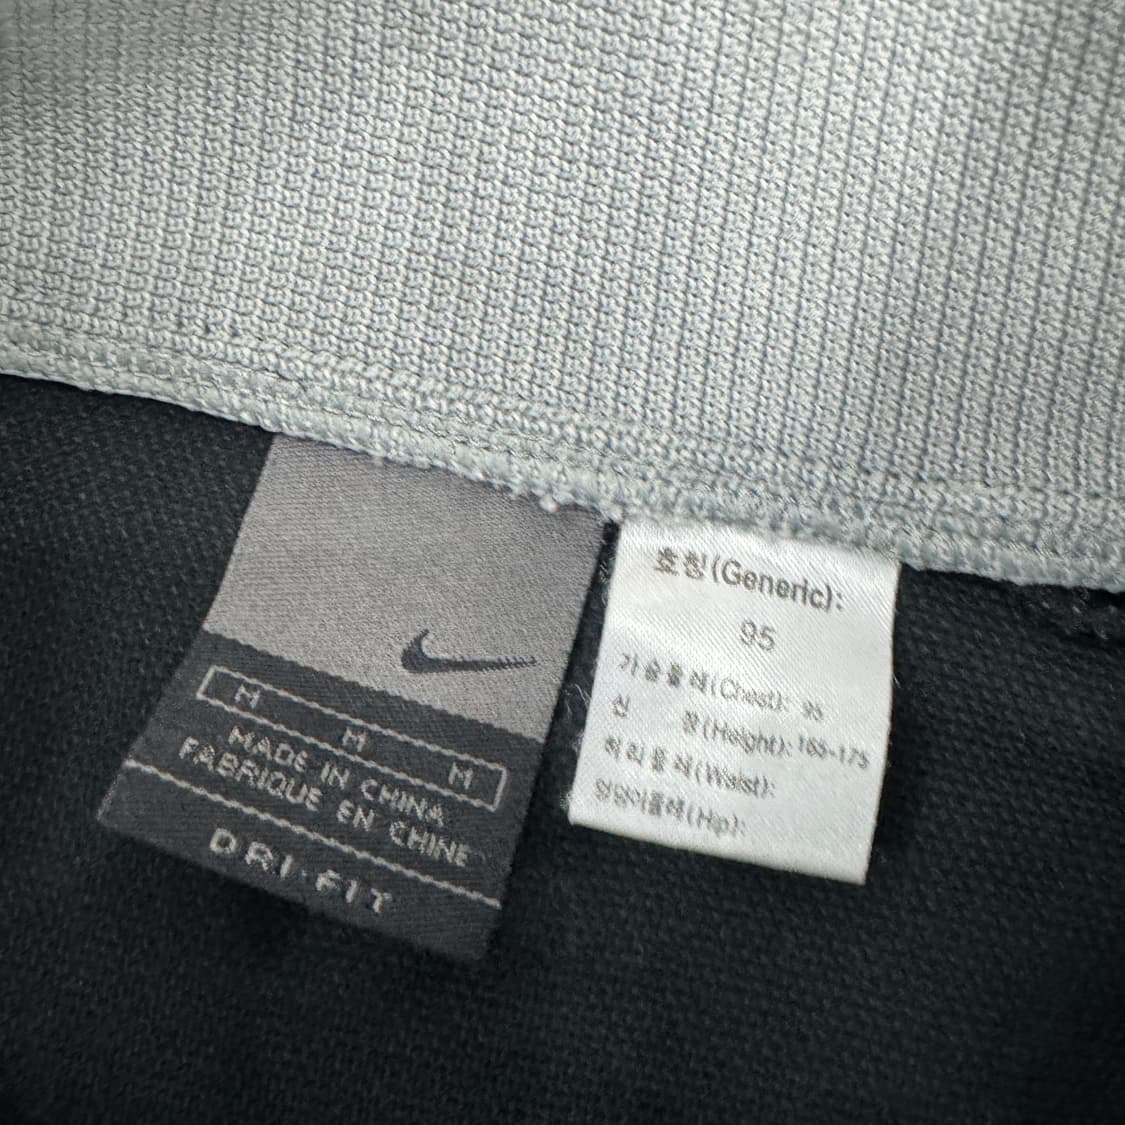 M
M
M
MADE IN CHINA
FABRIQUE EN CHINE
DRI-FIT
호칭(Generic):
95
가슴둘레(Chest): 95
신 장(Height): 165-175
허리둘레(Waist):
엉덩이둘레(Hip):